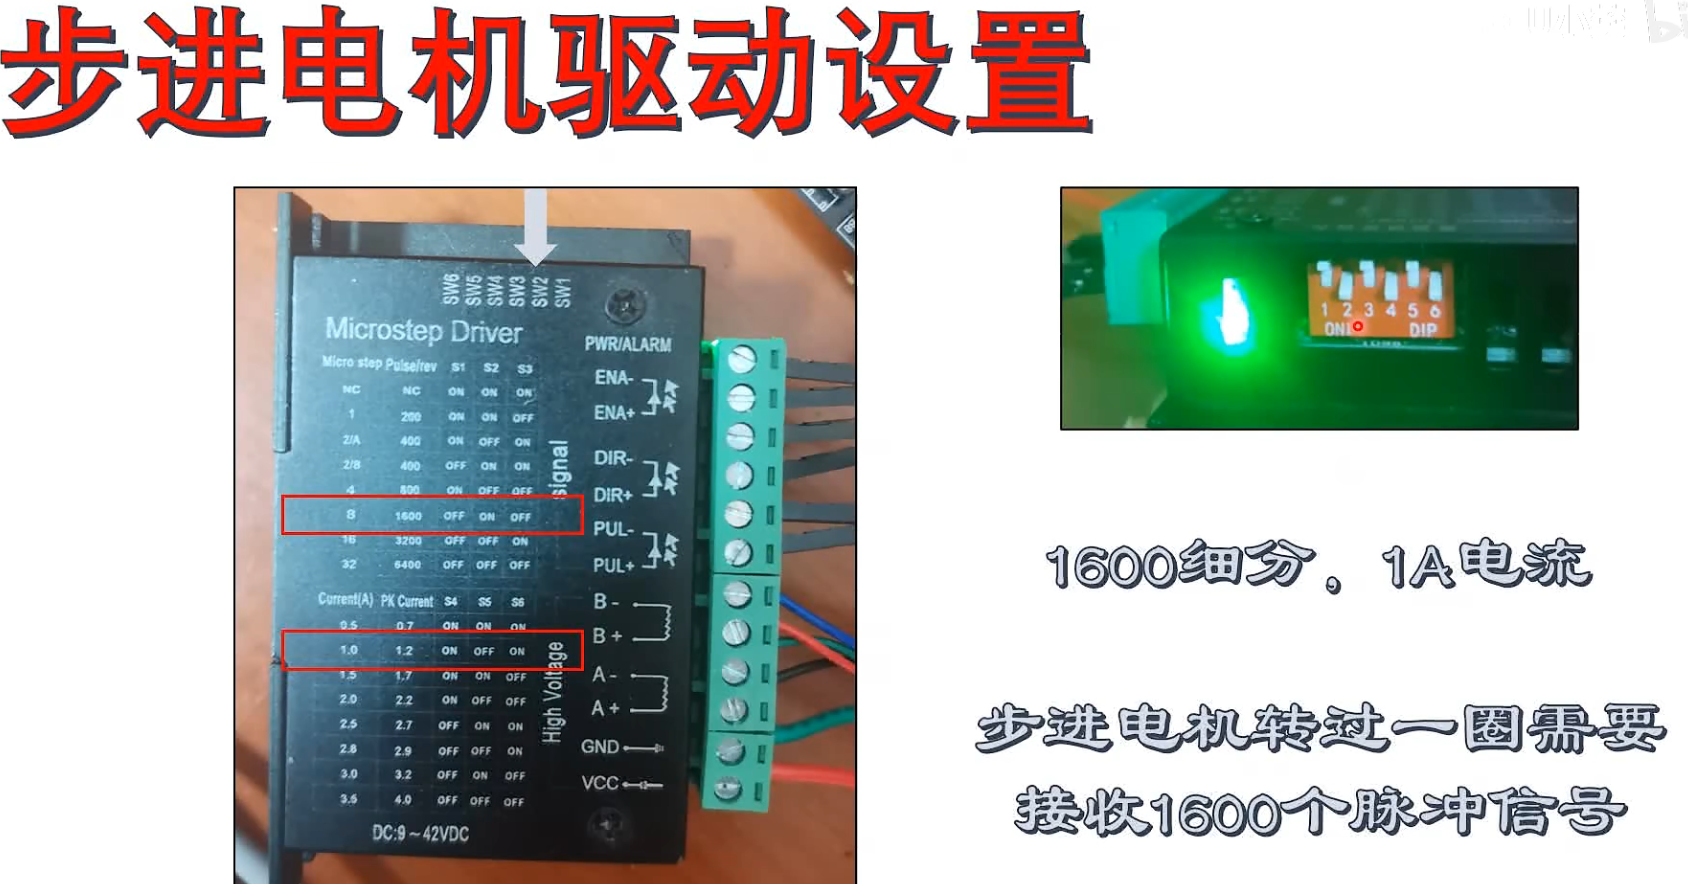 步进电机驱动设置
SW6
SW5
SW4
SW3
SW2
SW1
Microstep Driver
Micro step Pulse/rev S1 S2 S3
NC NC ON ON ON
1 200 ON ON OFF
2/A 400 ON OFF ON
2/B 400 OFF ON ON
4 800 ON OFF OFF
8 1600 OFF ON OFF
16 3200 OFF OFF ON
32 6400 OFF OFF OFF
Current(A) PK Current S4 S5 S6
0.5 0.7 ON ON ON
1.0 1.2 ON OFF ON
1.5 1.7 ON ON OFF
2.0 2.2 ON OFF OFF
2.5 2.7 OFF ON ON
2.8 2.9 OFF OFF ON
3.0 3.2 OFF ON OFF
3.5 4.0 OFF OFF OFF
DC:9~42VDC
signal
High Voltage
PWR/ALARM
ENA-
ENA+
DIR-
DIR+
PUL-
PUL+
B -
B +
A -
A +
GND
VCC
1 2 3 4 5 6
ON DIP
1600细分，1A电流
步进电机转过一圈需要
接收1600个脉冲信号